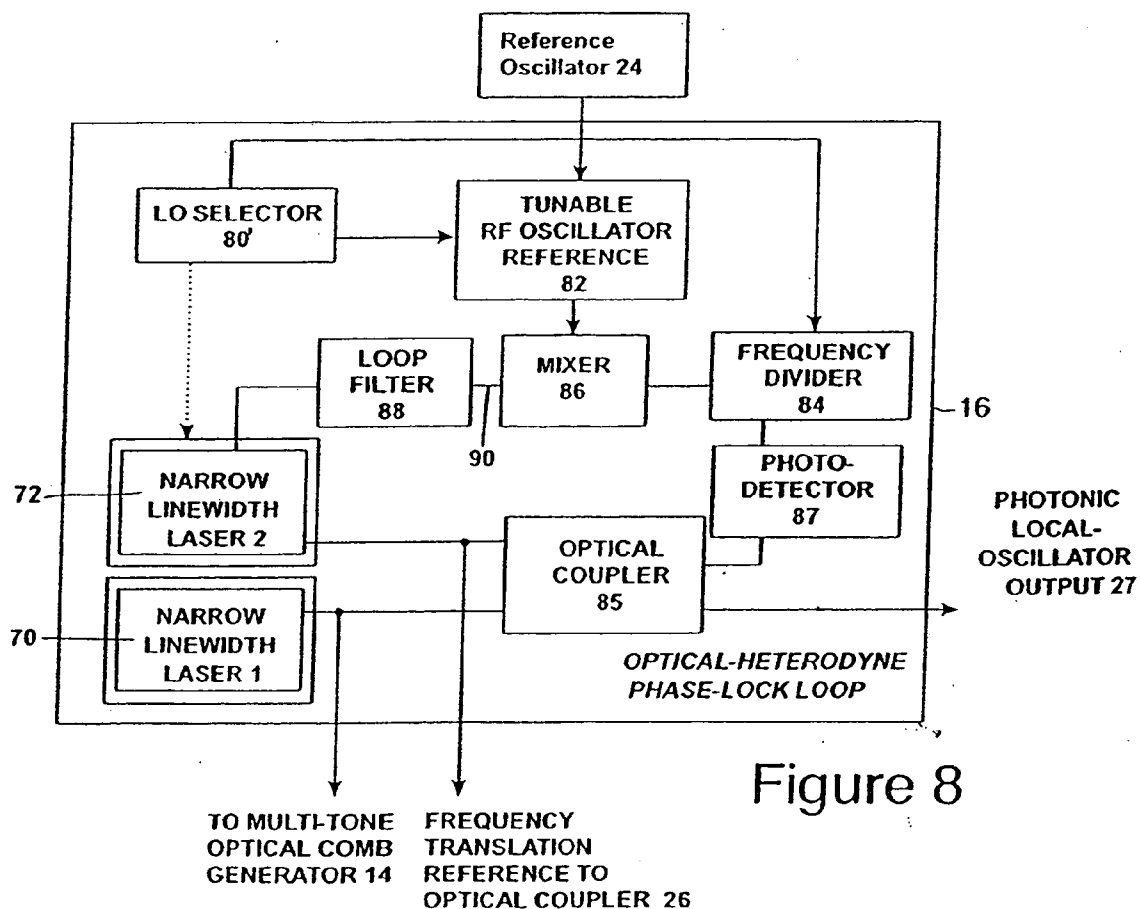 Reference
Oscillator 24
LO SELECTOR
80'
TUNABLE
RF OSCILLATOR
REFERENCE
82
LOOP
FILTER
88
MIXER
86
FREQUENCY
DIVIDER
84
16
90
PHOTO-
DETECTOR
87
72
NARROW
LINEWIDTH
LASER 2
OPTICAL
COUPLER
85
PHOTONIC
LOCAL-
OSCILLATOR
OUTPUT 27
70
NARROW
LINEWIDTH
LASER 1
OPTICAL-HETERODYNE
PHASE-LOCK LOOP
Figure 8
TO MULTI-TONE
OPTICAL COMB
GENERATOR 14
FREQUENCY
TRANSLATION
REFERENCE TO
OPTICAL COUPLER 26